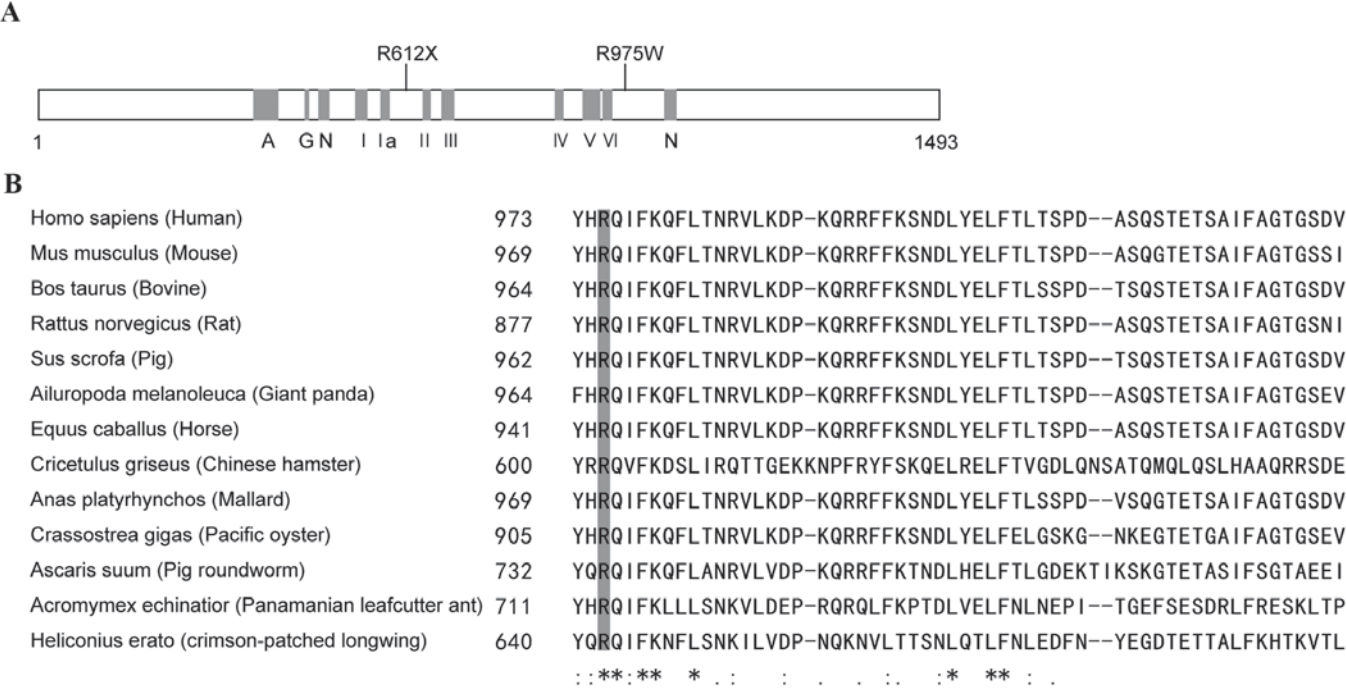 A
R612X R975W
A G N I Ia II III IV V VI N
1 1493
B
Homo sapiens (Human) 973 YHRQIFKQFLTNRVLKDP-KQRRFFKSNDLYELFTLTSPD--ASQSTETSAIFAGTGSDV
Mus musculus (Mouse) 969 YHRQIFKQFLTNRVLKDP-KQRRFFKSNDLYELFTLTSPD--ASQGTETSAIFAGTGSSI
Bos taurus (Bovine) 964 YHRQIFKQFLTNRVLKDP-KQRRFFKSNDLYELFTLSSPD--TSQSTETSAIFAGTGSDV
Rattus norvegicus (Rat) 877 YHRQIFKQFLTNRVLKDP-KQRRFFKSNDLYELFTLTSPD--ASQGTETSAIFAGTGSNI
Sus scrofa (Pig) 962 YHRQIFKQFLTNRVLKDP-KQRRFFKSNDLYELFTLTSPD--TSQSTETSAIFAGTGSDV
Ailuropoda melanoleuca (Giant panda) 964 FHRQIFKQFLTNRVLKDP-KQRRFFKSNDLYELFTLTSPD--ASQSTETSAIFAGTGSEV
Equus caballus (Horse) 941 YHRQIFKQFLTNRVLKDP-KQRRFFKSNDLYELFTLTSPD--ASQSTETSAIFAGTGSDV
Cricetulus griseus (Chinese hamster) 600 YRRQVFKDSLIRQTTGEKKNPFRYFSKQELRELFTVGDLQNSATQMQLQSLHAAQRRSDE
Anas platyrhynchos (Mallard) 969 YHRQIFKQFLTNRVLKDP-KQRRFFKSNDLYELFTLSSPD--VSQGTETSAIFAGTGSDV
Crassostrea gigas (Pacific oyster) 905 YHRQIFKQFLTNRVLKDP-KQRRFFKSNDLYELFELGSKG--NKEGTETGAIFAGTGSEV
Ascaris suum (Pig roundworm) 732 YQRQIFKQFLANRVLVDP-KQRRFFKTNDLHELFTLGDEKTIKSKGTETASIFSGTAEEI
Acromymex echinatior (Panamanian leafcutter ant) 711 YHRQIFKLLLSNKVLDEP-RQRQLFKPTDLVELFNLNEPI--TGEFSESDRLFRESKLTP
Heliconius erato (crimson-patched longwing) 640 YQRQIFKNFLSNKILVDP-NQKNVLTTSNLQTLFNLEDFN--YEGDTETTALFKHTKVTL
::**:** * .: : . . :. :* ** : .